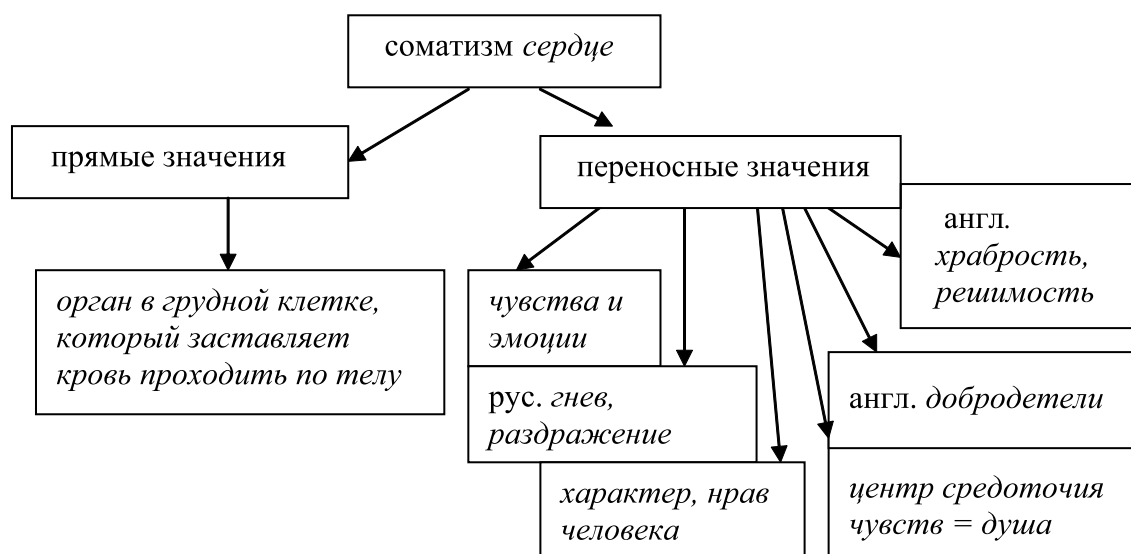 соматизм сердце
прямые значения
переносные значения
орган в грудной клетке,
который заставляет
кровь проходить по телу
чувства и
эмоции
рус. гнев,
раздражение
характер, нрав
человека
центр средоточия
чувств = душа
англ. добродетели
англ.
храбрость,
решимость